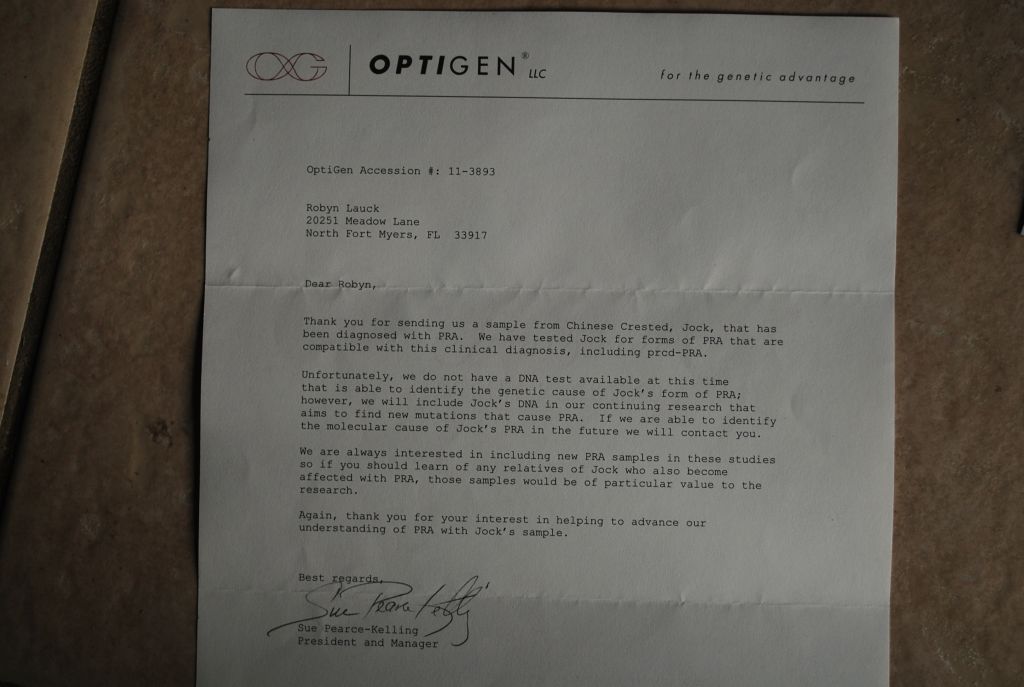 OG OPTIGEN® LLC for the genetic advantage
OptiGen Accession #: 11-3893
Robyn Lauck
20251 Meadow Lane
North Fort Myers, FL 33917
Dear Robyn,
Thank you for sending us a sample from Chinese Crested, Jock, that has
been diagnosed with PRA. We have tested Jock for forms of PRA that are
compatible with this clinical diagnosis, including prcd-PRA.
Unfortunately, we do not have a DNA test available at this time
that is able to identify the genetic cause of Jock's form of PRA;
however, we will include Jock's DNA in our continuing research that
aims to find new mutations that cause PRA. If we are able to identify
the molecular cause of Jock's PRA in the future we will contact you.
We are always interested in including new PRA samples in these studies
so if you should learn of any relatives of Jock who also become
affected with PRA, those samples would be of particular value to the
research.
Again, thank you for your interest in helping to advance our
understanding of PRA with Jock's sample.
Best regards,
Sue Pearce-Kelling
Sue Pearce-Kelling
President and Manager